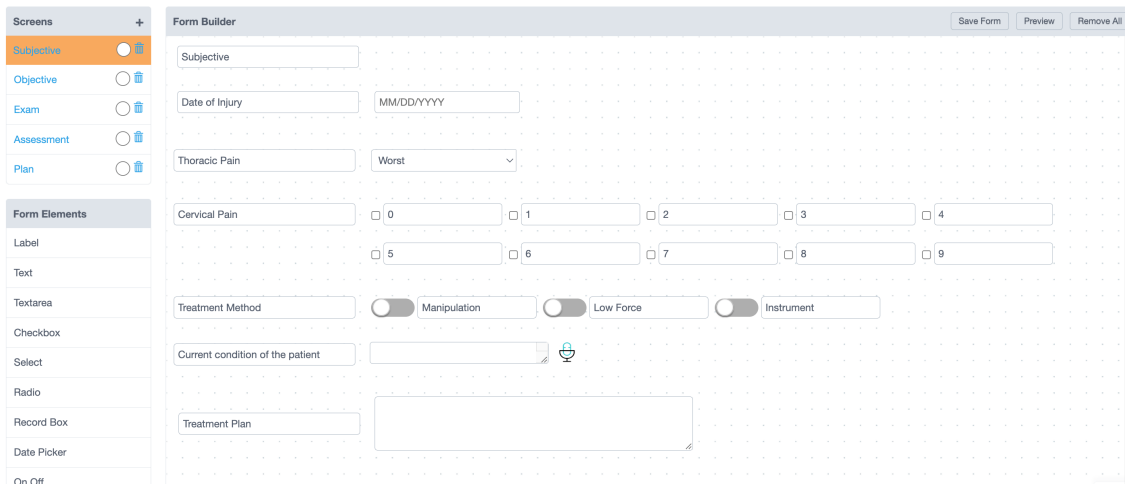 Screens +
Subjective
Objective
Exam
Assessment
Plan
Form Elements
Label
Text
Textarea
Checkbox
Select
Radio
Record Box
Date Picker
On Off
Form Builder Save Form Preview Remove All
Subjective
Date of Injury MM/DD/YYYY
Thoracic Pain Worst
Cervical Pain 0 1 2 3 4
5 6 7 8 9
Treatment Method Manipulation Low Force Instrument
Current condition of the patient
Treatment Plan